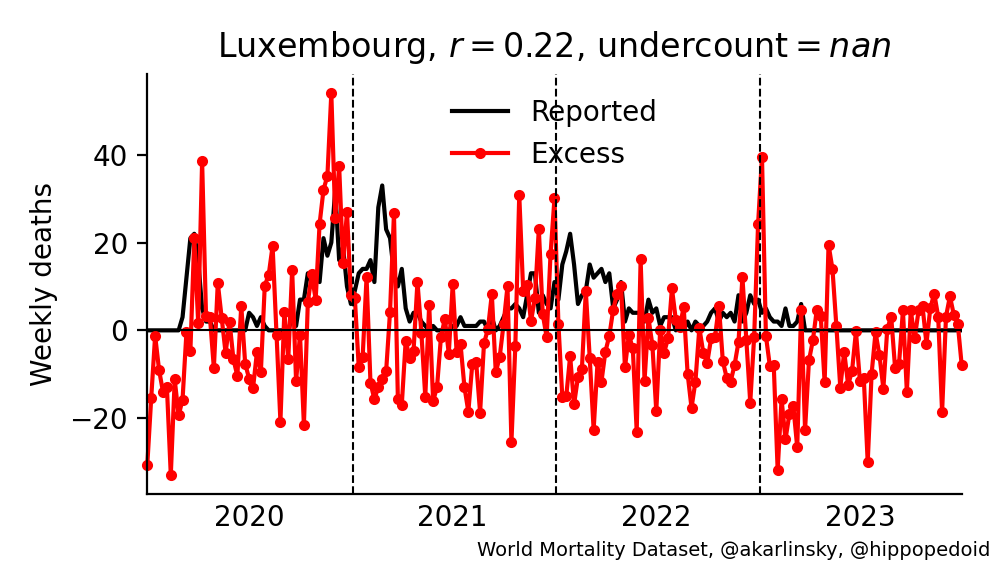 Luxembourg, r = 0.22, undercount = nan
Reported
Excess
Weekly deaths
40
20
0
−20
2020 2021 2022 2023
World Mortality Dataset, @akarlinsky, @hippopedoid